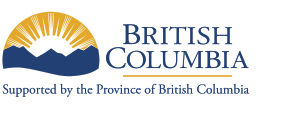 BRITISH
COLUMBIA
Supported by the Province of British Columbia